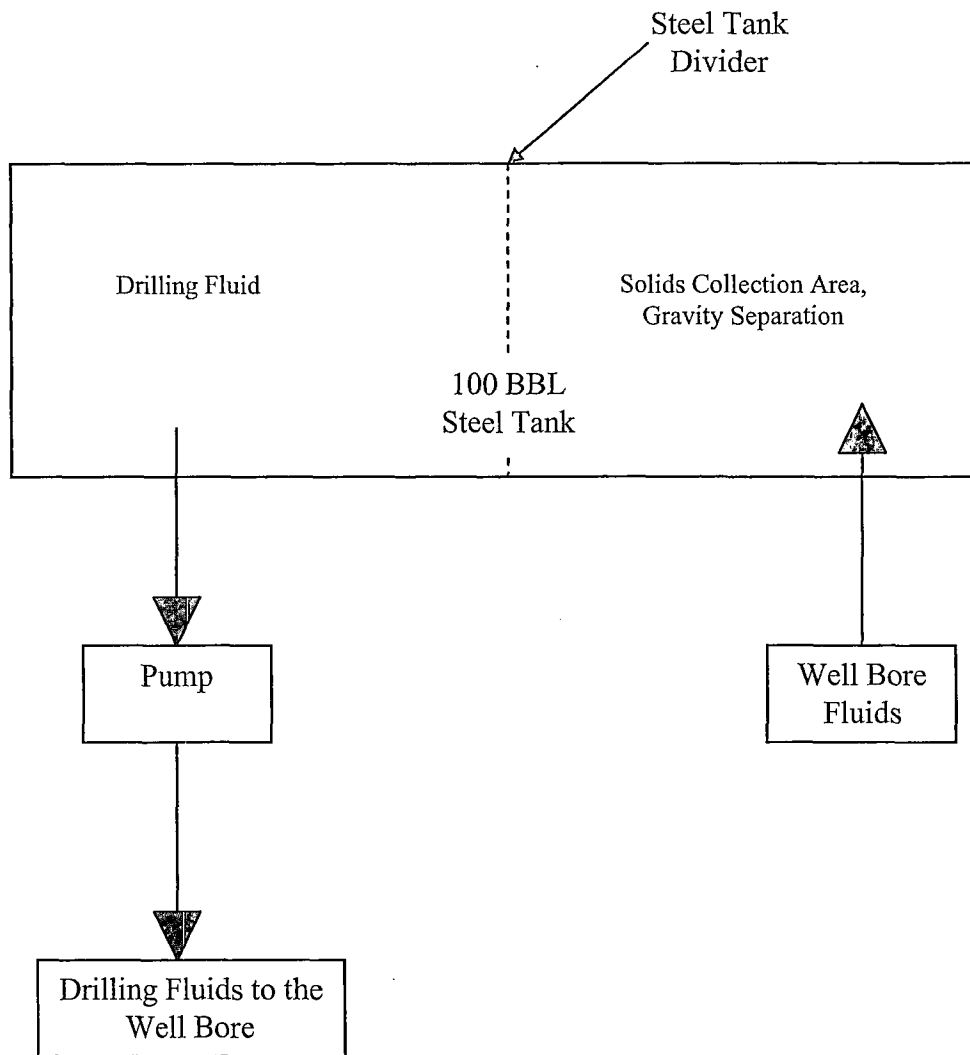 Steel Tank
Divider
Drilling Fluid
Solids Collection Area,
Gravity Separation
100 BBL
Steel Tank
Pump
Well Bore
Fluids
Drilling Fluids to the
Well Bore